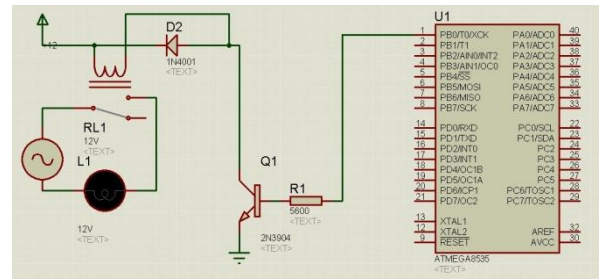 12
D2
1N4001
<TEXT>
RL1
12V
<TEXT>
L1
12V
<TEXT>
Q1
2N3904
<TEXT>
R1
5600
<TEXT>
U1
1 PB0/T0/XCK PA0/ADC0 40
2 PB1/T1 PA1/ADC1 39
3 PB2/AIN0/INT2 PA2/ADC2 38
4 PB3/AIN1/OC0 PA3/ADC3 37
5 PB4/SS PA4/ADC4 36
6 PB5/MOSI PA5/ADC5 35
7 PB6/MISO PA6/ADC6 34
8 PB7/SCK PA7/ADC7 33
14 PD0/RXD PC0/SCL 22
15 PD1/TXD PC1/SDA 23
16 PD2/INT0 PC2 24
17 PD3/INT1 PC3 25
18 PD4/OC1B PC4 26
19 PD5/OC1A PC5 27
20 PD6/ICP1 PC6/TOSC1 28
21 PD7/OC2 PC7/TOSC2 29
13 XTAL1
12 XTAL2 AREF 32
9 RESET AVCC 30
ATMEGA8535
<TEXT>